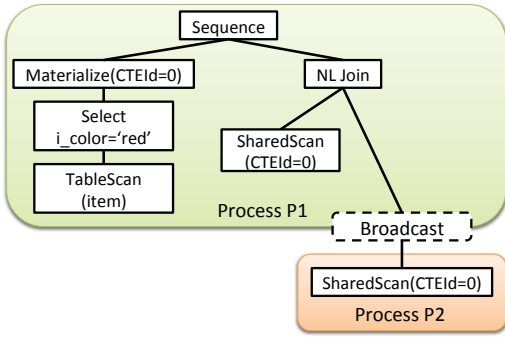 Sequence
Materialize(CTEId=0)
NL Join
Select
i_color=‘red’
SharedScan
(CTEId=0)
TableScan
(item)
Process P1
Broadcast
SharedScan(CTEId=0)
Process P2